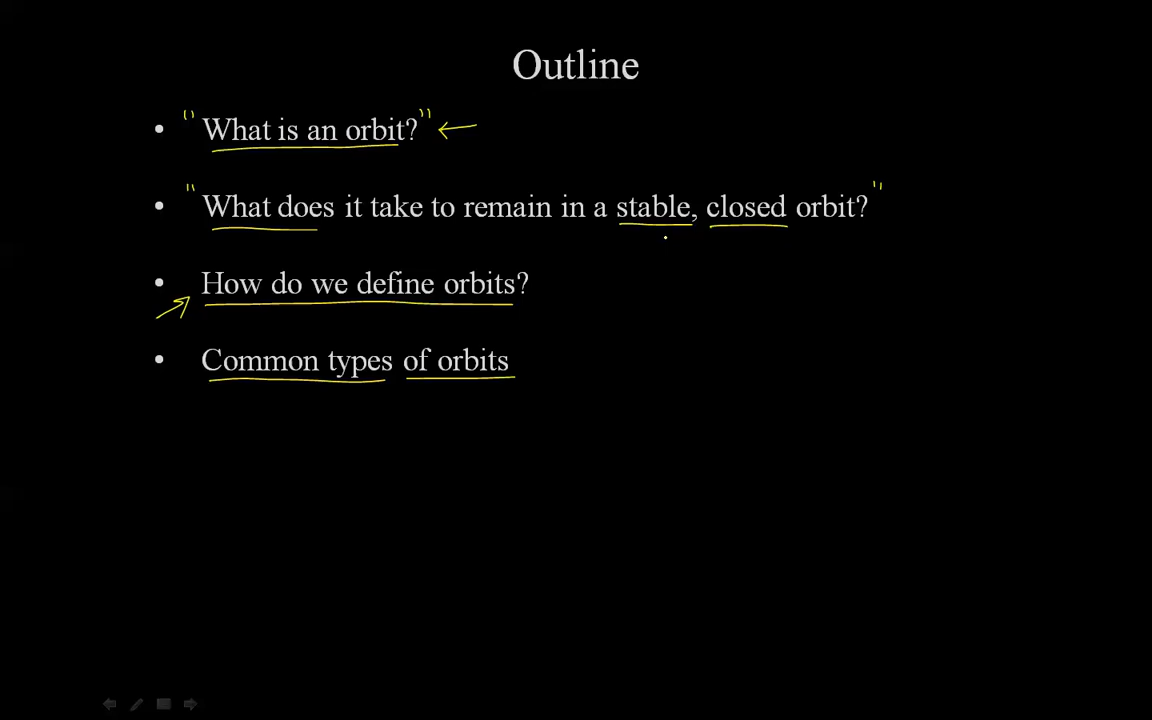 Outline
• "What is an orbit?"
• "What does it take to remain in a stable, closed orbit?"
• How do we define orbits?
• Common types of orbits